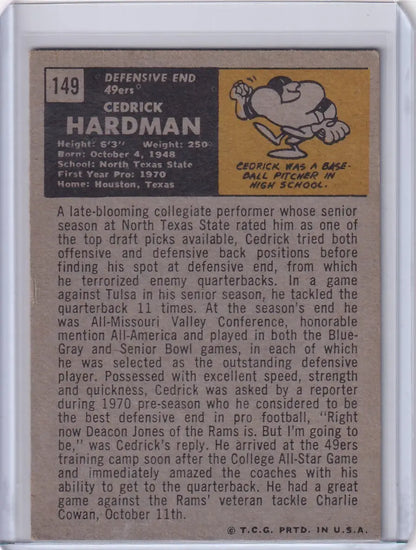 149
DEFENSIVE END
49ers
CEDRICK
HARDMAN
Height: 6'3" Weight: 250
Born: October 4, 1948
School: North Texas State
First Year Pro: 1970
Home: Houston, Texas
CEDRICK WAS A BASE-
BALL PITCHER IN
HIGH SCHOOL.
A late-blooming collegiate performer whose senior
season at North Texas State rated him as one of
the top draft picks available, Cedrick tried both
offensive and defensive back positions before
finding his spot at defensive end, from which
he terrorized enemy quarterbacks. In a game
against Tulsa in his senior season, he tackled the
quarterback 11 times. At the season's end he
was All-Missouri Valley Conference, honorable
mention All-America and played in both the Blue-
Gray and Senior Bowl games, in each of which
he was selected as the outstanding defensive
player. Possessed with excellent speed, strength
and quickness, Cedrick was asked by a reporter
during 1970 pre-season who he considered to be
the best defensive end in pro football, "Right
now Deacon Jones of the Rams is. But I'm going to
be," was Cedrick's reply. He arrived at the 49ers
training camp soon after the College All-Star Game
and immediately amazed the coaches with his
ability to get to the quarterback. He had a great
game against the Rams' veteran tackle Charlie
Cowan, October 11th.
© T.C.G. PRTD. IN U.S.A.